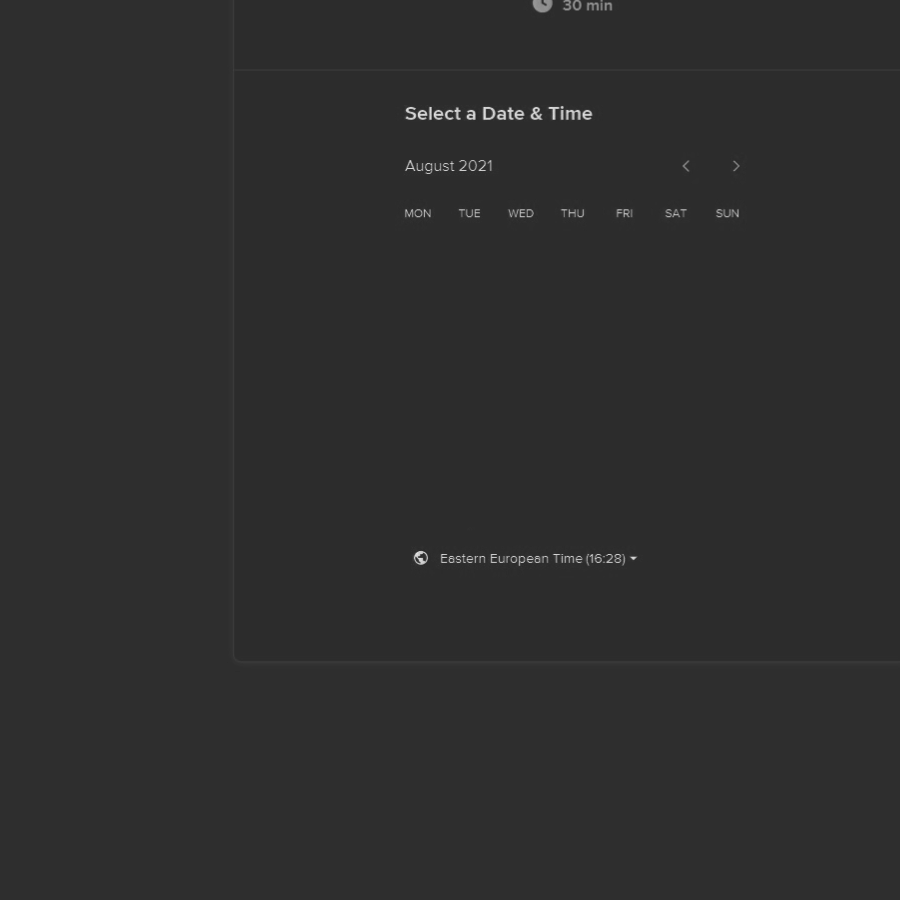 30 min
Select a Date & Time
August 2021
MON TUE WED THU FRI SAT SUN
Eastern European Time (16:28)